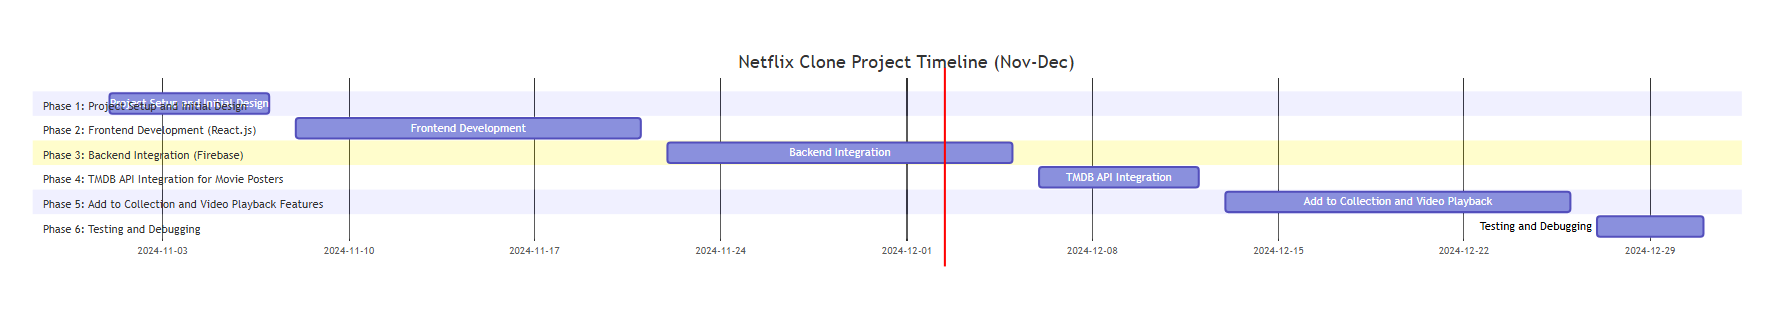 Netflix Clone Project Timeline (Nov-Dec)
Phase 1: Project Setup and Initial Design
Project Setup and Initial Design
Phase 2: Frontend Development (React.js)
Frontend Development
Phase 3: Backend Integration (Firebase)
Backend Integration
Phase 4: TMDB API Integration for Movie Posters
TMDB API Integration
Phase 5: Add to Collection and Video Playback Features
Add to Collection and Video Playback
Phase 6: Testing and Debugging
Testing and Debugging
2024-11-03
2024-11-10
2024-11-17
2024-11-24
2024-12-01
2024-12-08
2024-12-15
2024-12-22
2024-12-29